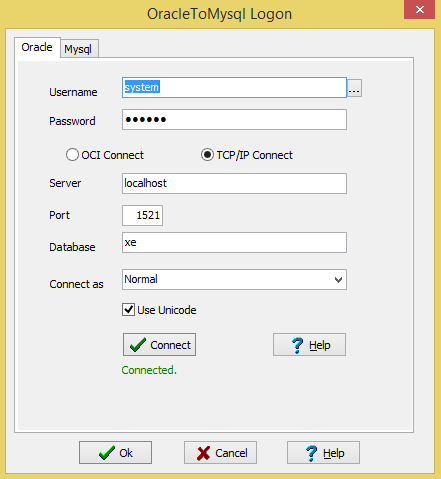 OracleToMysql Logon
Oracle Mysql
Username system ...
Password ••••••
OCI Connect TCP/IP Connect
Server localhost
Port 1521
Database xe
Connect as Normal
Use Unicode
Connect Help
Connected.
Ok Cancel Help